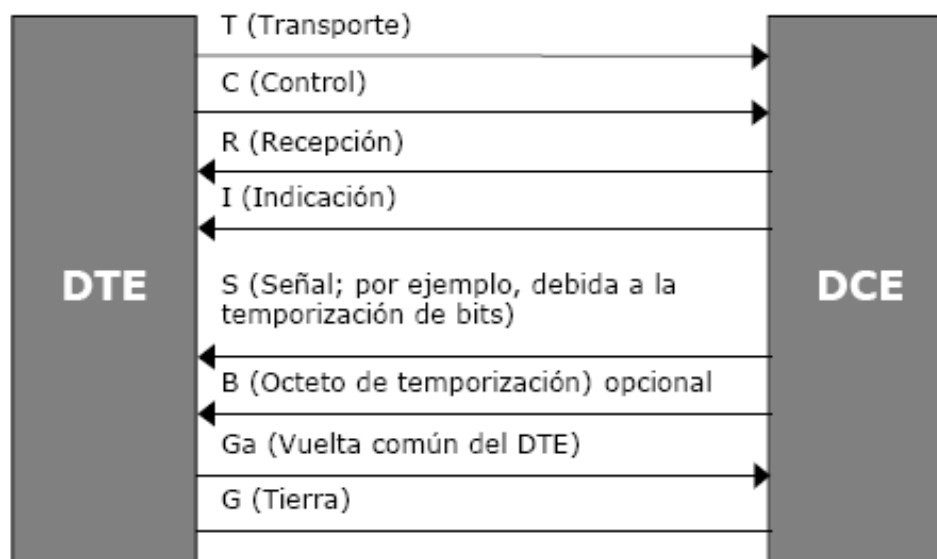 T (Transporte)
C (Control)
R (Recepción)
I (Indicación)
DTE
S (Señal; por ejemplo, debida a la
temporización de bits)
DCE
B (Octeto de temporización) opcional
Ga (Vuelta común del DTE)
G (Tierra)